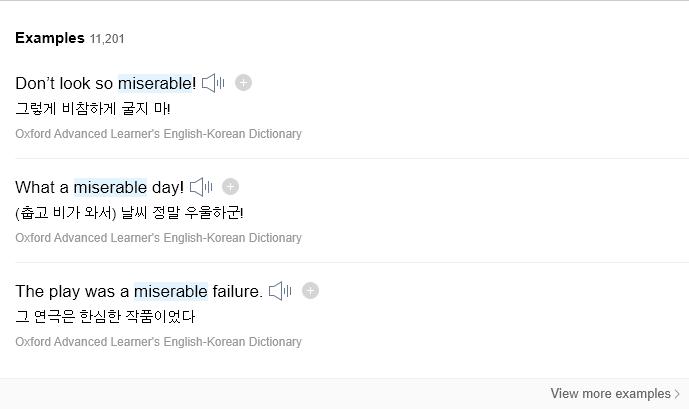 Examples 11,201
Don't look so miserable!
그렇게 비참하게 굴지 마!
Oxford Advanced Learner's English-Korean Dictionary
What a miserable day!
(춥고 비가 와서) 날씨 정말 우울하군!
Oxford Advanced Learner's English-Korean Dictionary
The play was a miserable failure.
그 연극은 한심한 작품이었다
Oxford Advanced Learner's English-Korean Dictionary
View more examples